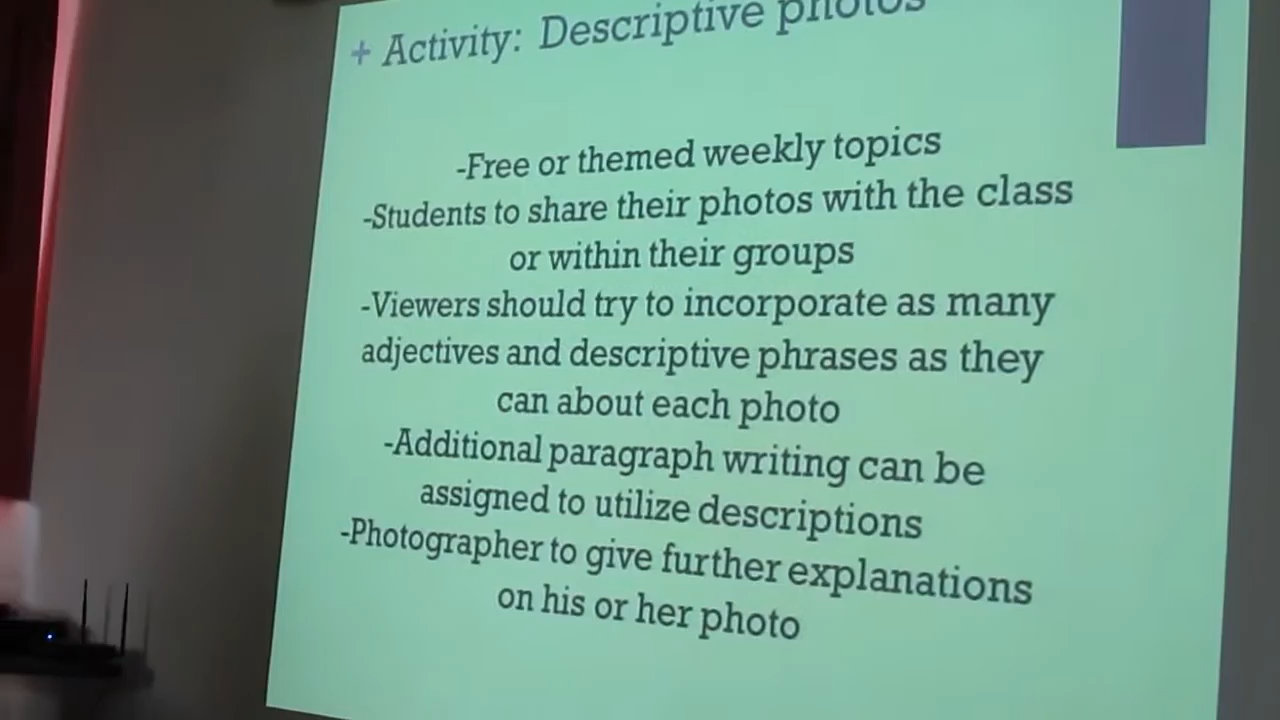 + Activity: Descriptive photos
-Free or themed weekly topics
-Students to share their photos with the class
or within their groups
-Viewers should try to incorporate as many
adjectives and descriptive phrases as they
can about each photo
-Additional paragraph writing can be
assigned to utilize descriptions
-Photographer to give further explanations
on his or her photo